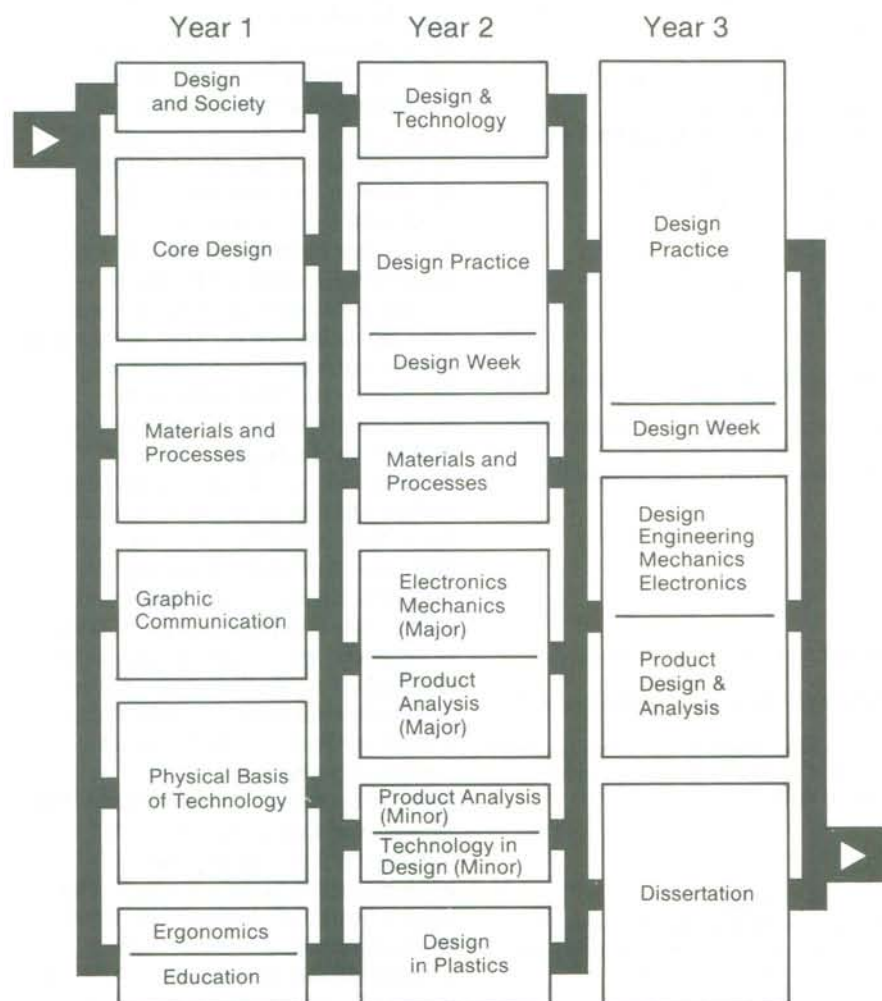 Year 1
Year 2
Year 3
Design
and Society
Core Design
Materials and
Processes
Graphic
Communication
Physical Basis
of Technology
Ergonomics
Education
Design &
Technology
Design Practice
Design Week
Materials and
Processes
Electronics
Mechanics
(Major)
Product
Analysis
(Major)
Product Analysis
(Minor)
Technology in
Design (Minor)
Design
in Plastics
Design
Practice
Design Week
Design
Engineering
Mechanics
Electronics
Product
Design &
Analysis
Dissertation